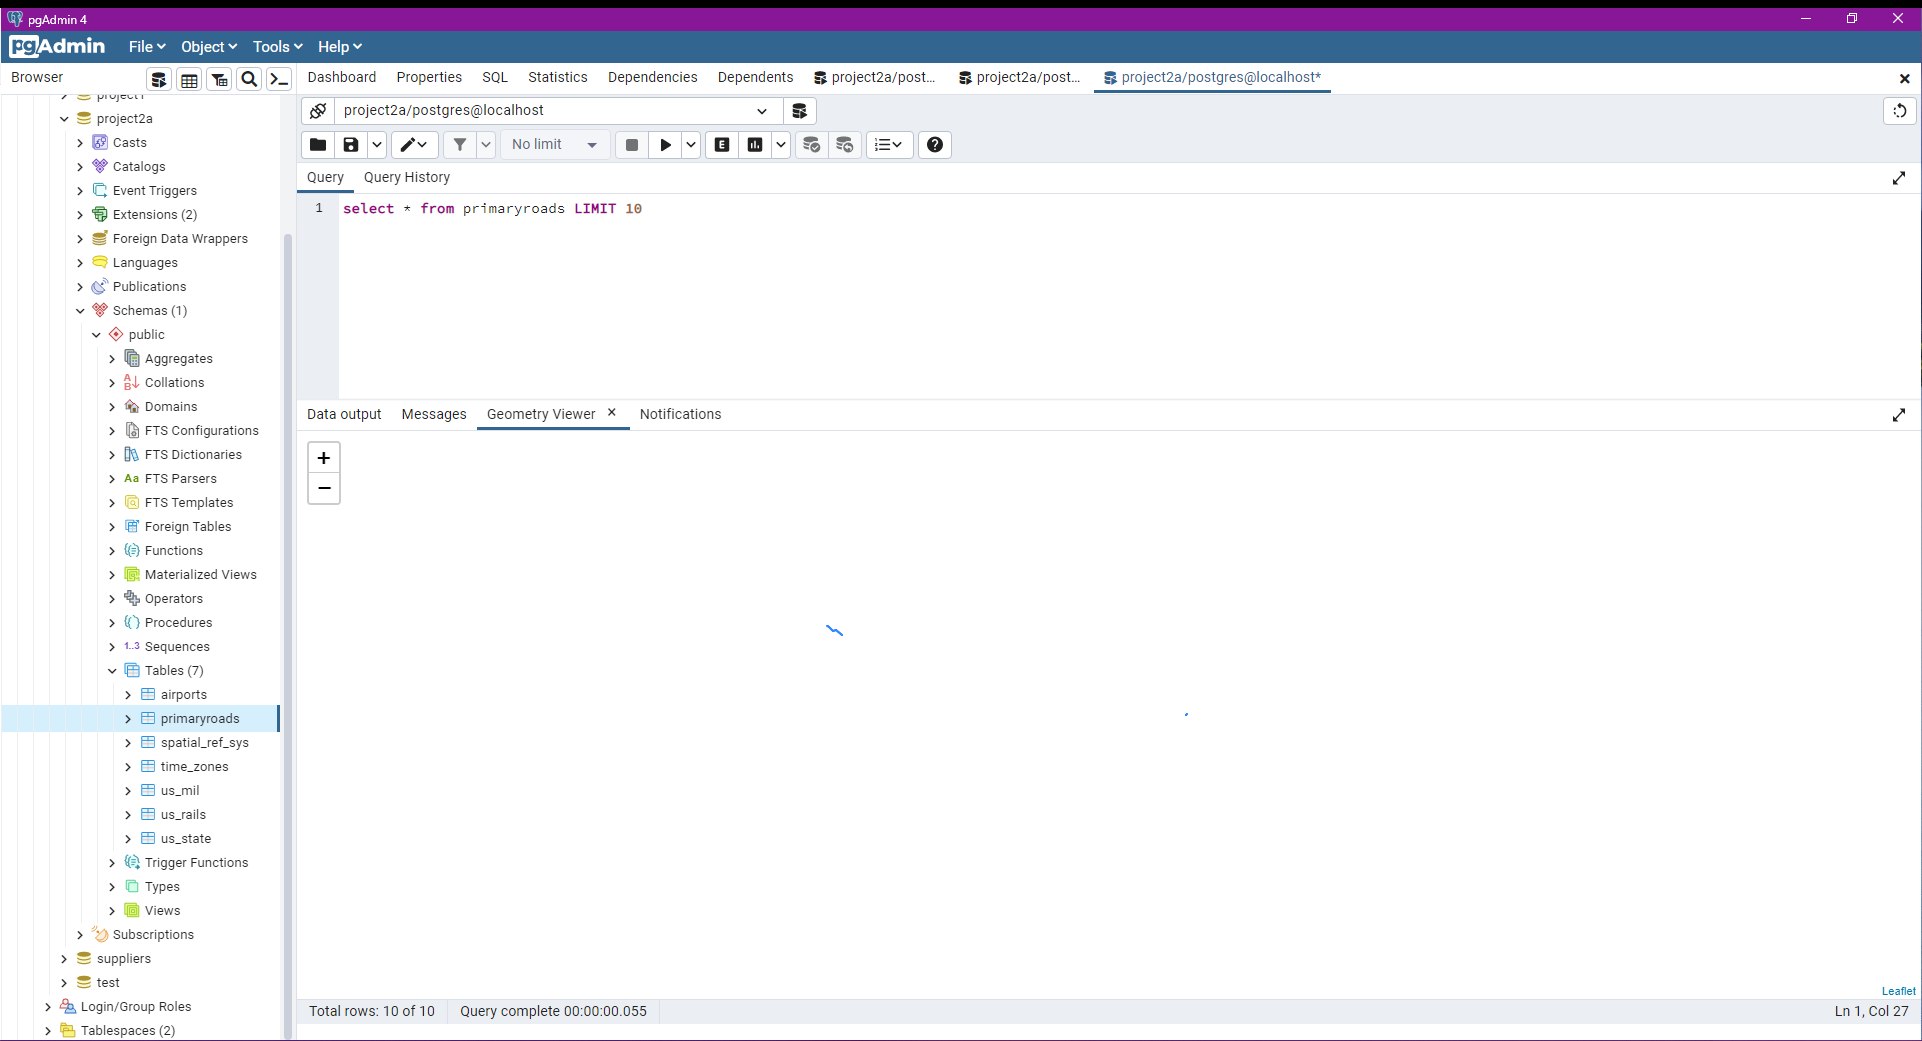 pgAdmin 4
pgAdmin File Object Tools Help
Browser
Dashboard Properties SQL Statistics Dependencies Dependents project2a/post... project2a/post... project2a/postgres@localhost*
project2a/postgres@localhost
No limit
E
Query Query History
1 select * from primaryroads LIMIT 10
project1
project2a
Casts
Catalogs
Event Triggers
Extensions (2)
Foreign Data Wrappers
Languages
Publications
Schemas (1)
public
Aggregates
Collations
Domains
FTS Configurations
FTS Dictionaries
Aa FTS Parsers
FTS Templates
Foreign Tables
Functions
Materialized Views
Operators
Procedures
1..3 Sequences
Tables (7)
airports
primaryroads
spatial_ref_sys
time_zones
us_mil
us_rails
us_state
Trigger Functions
Types
Views
Subscriptions
suppliers
test
Login/Group Roles
Tablespaces (2)
Data output Messages Geometry Viewer Notifications
+
−
Leaflet
Total rows: 10 of 10 Query complete 00:00:00.055 Ln 1, Col 27